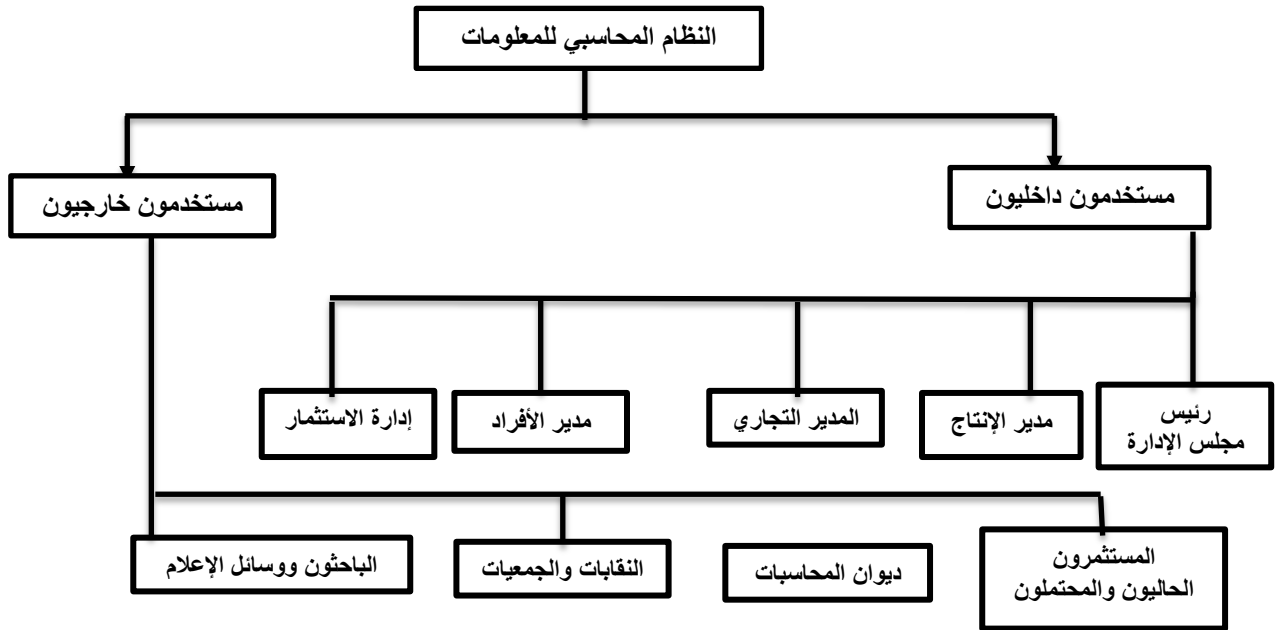 النظام المحاسبي للمعلومات
مستخدمون داخليون
مستخدمون خارجيون
رئيس
مجلس الإدارة
مدير الإنتاج
المدير التجاري
مدير الأفراد
إدارة الاستثمار
المستثمرون
الحاليون والمحتملون
ديوان المحاسبات
النقابات والجمعيات
الباحثون ووسائل الإعلام